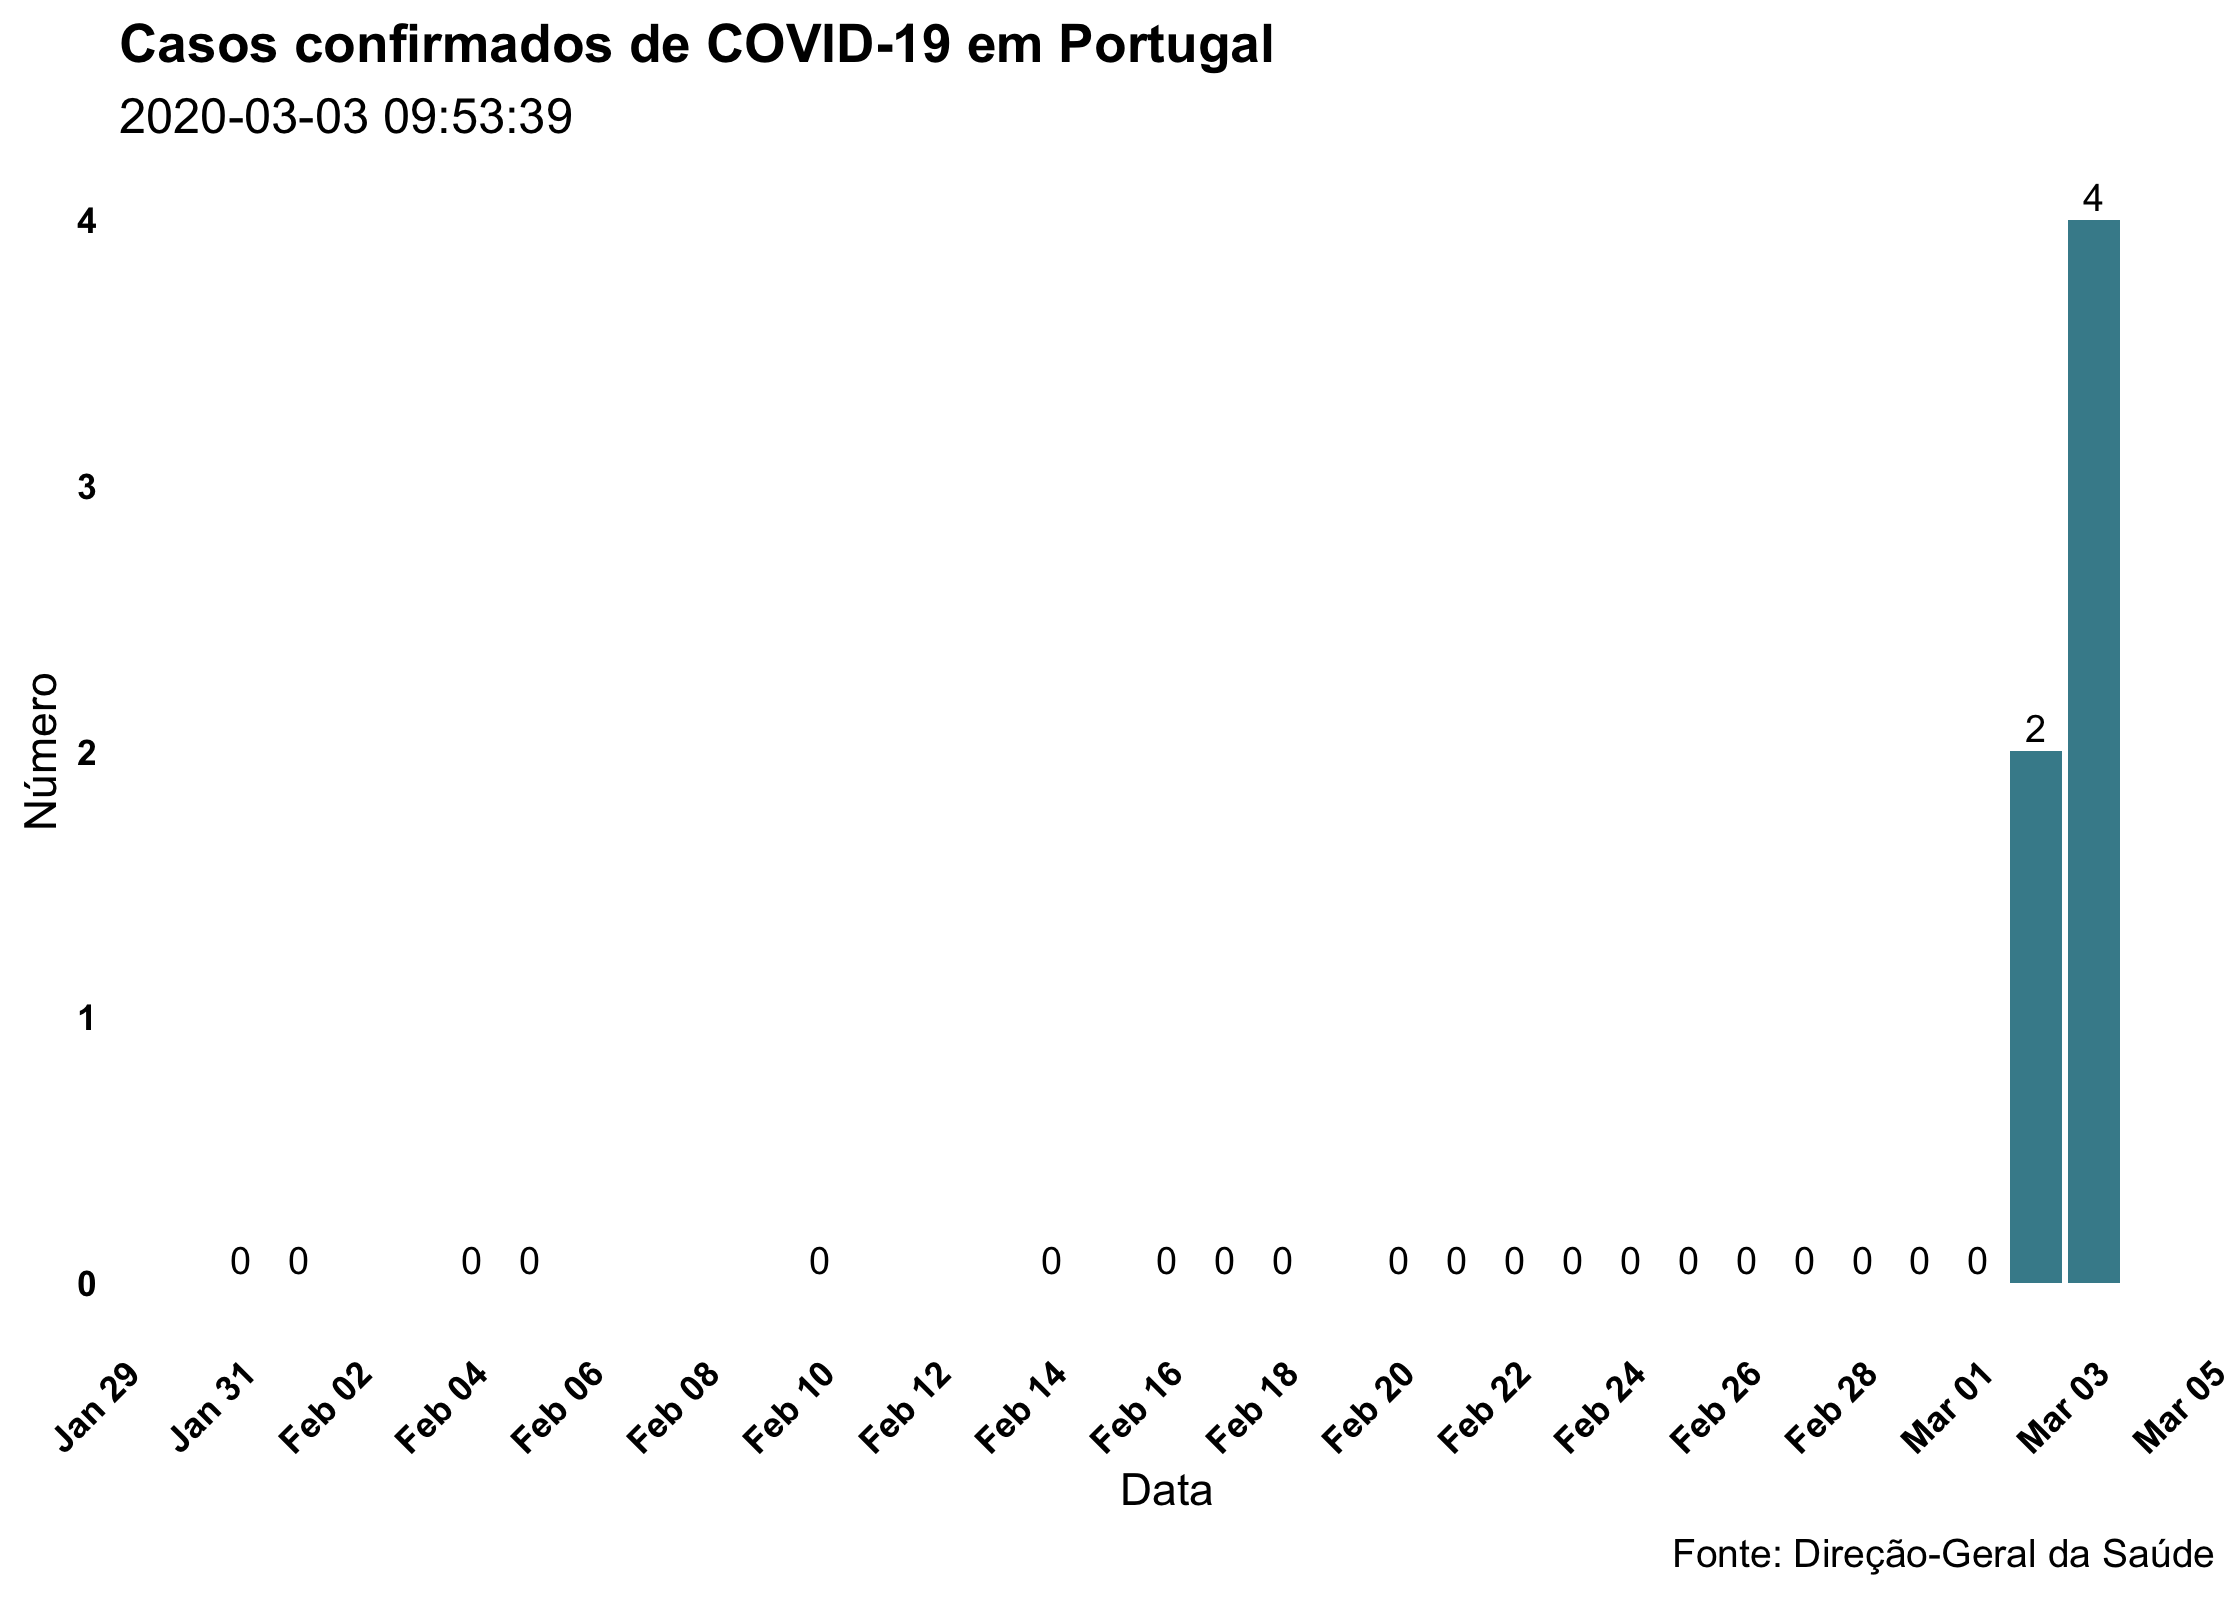 Casos confirmados de COVID-19 em Portugal
2020-03-03 09:53:39
4
4
3
2
2
1
0 0 0 0 0 0 0 0 0 0 0 0 0 0 0 0 0 0 0 0
0
Número
Jan 29 Jan 31 Feb 02 Feb 04 Feb 06 Feb 08 Feb 10 Feb 12 Feb 14 Feb 16 Feb 18 Feb 20 Feb 22 Feb 24 Feb 26 Feb 28 Mar 01 Mar 03 Mar 05
Data
Fonte: Direção-Geral da Saúde